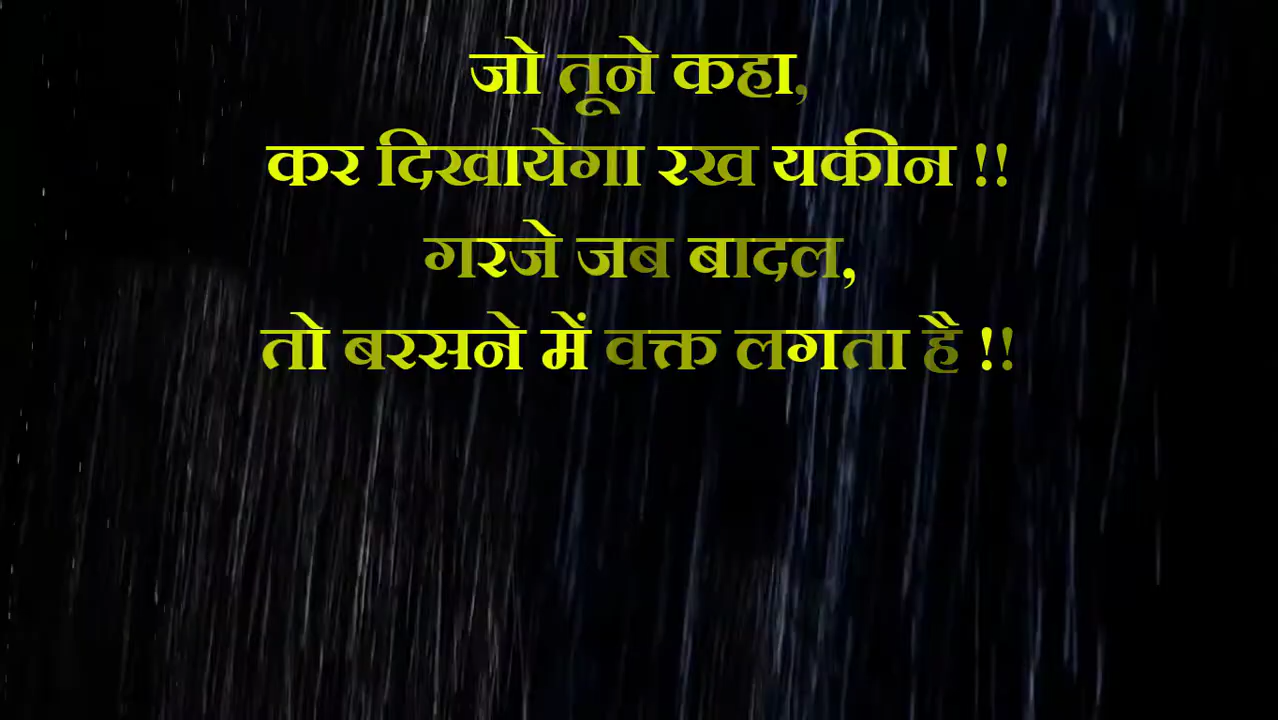 जो तूने कहा,
कर दिखायेगा रख यकीन !!
गरजे जब बादल,
तो बरसने में वक्त लगता है !!